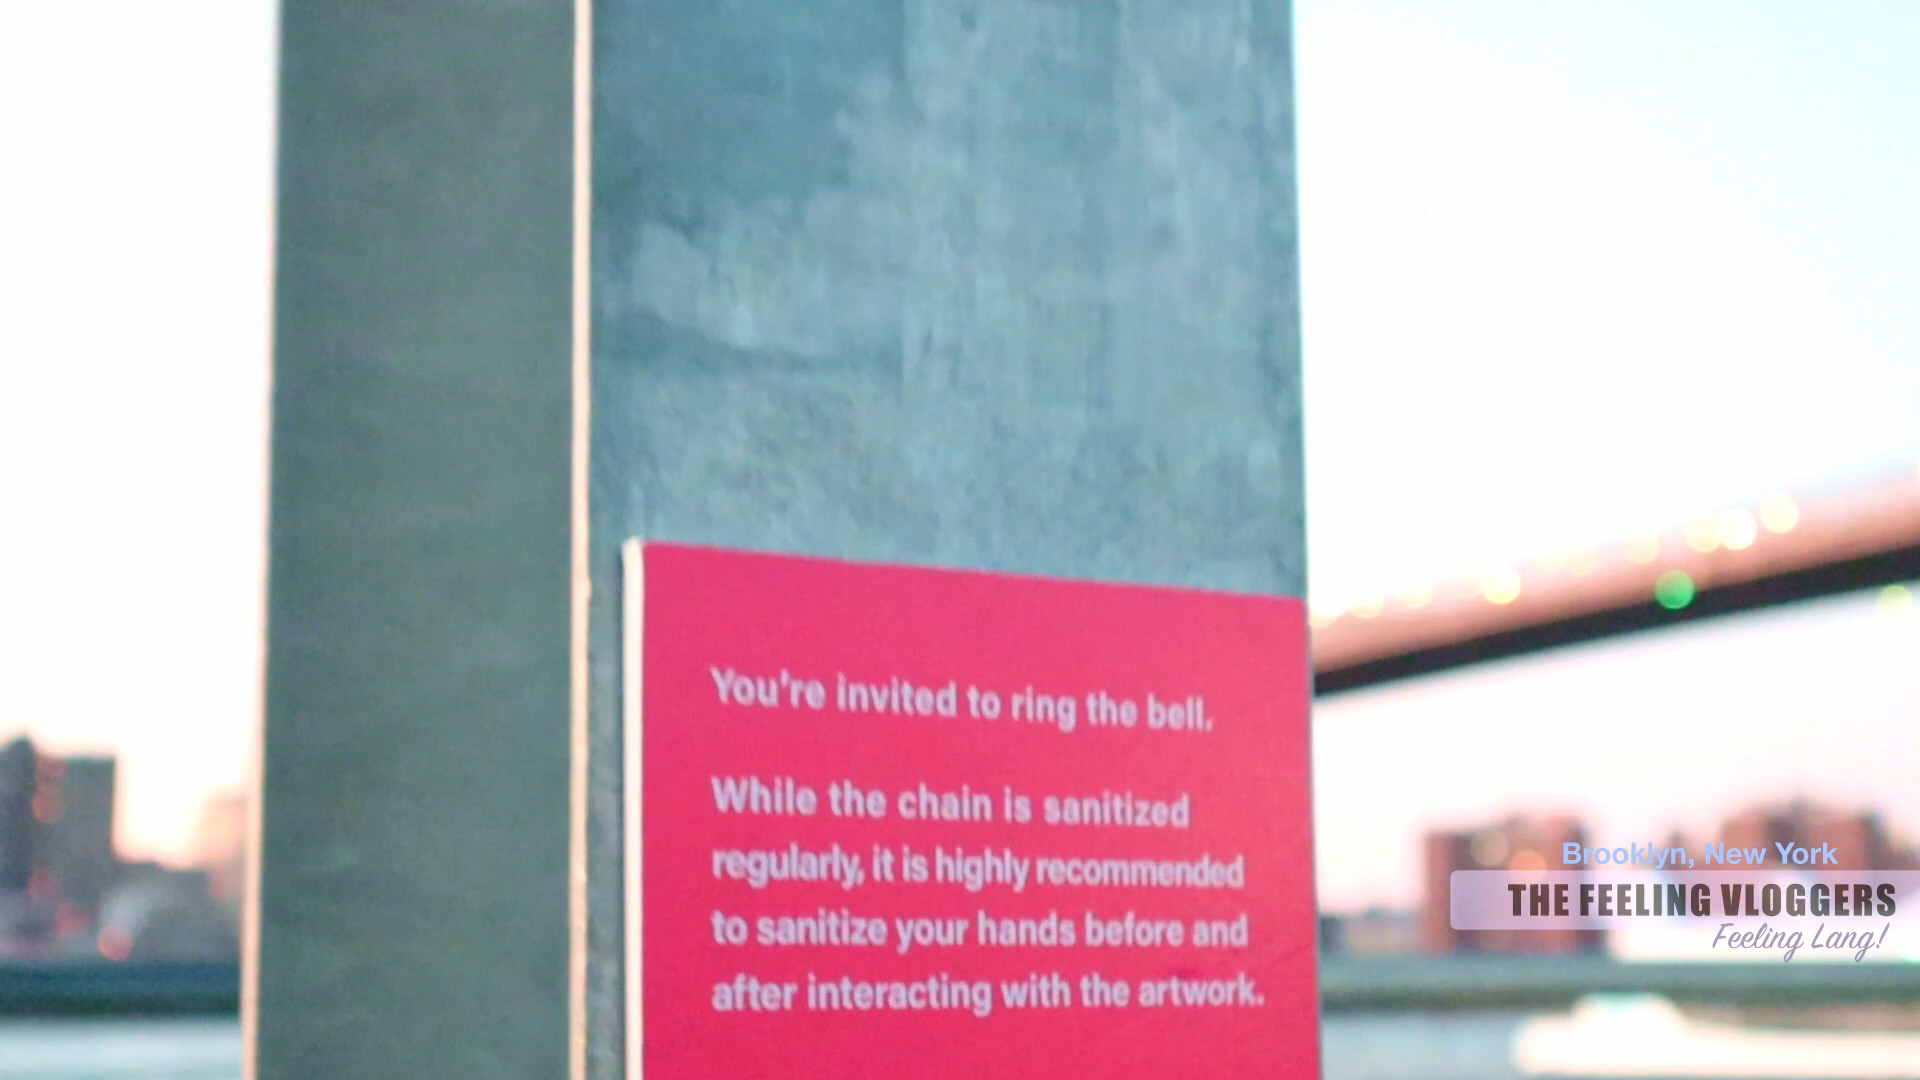 You're invited to ring the bell.
While the chain is sanitized
regularly, it is highly recommended
to sanitize your hands before and
after interacting with the artwork.
Brooklyn, New York
THE FEELING VLOGGERS
Feeling Lang!